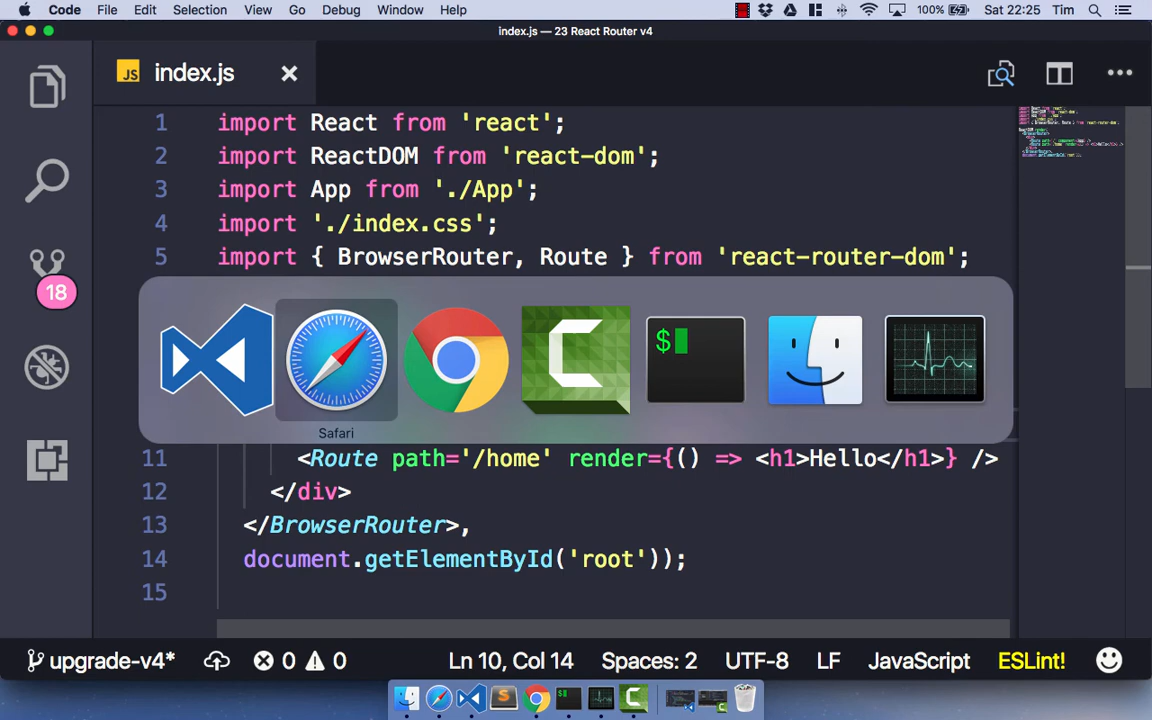 Code File Edit Selection View Go Debug Window Help 100% Sat 22:25 Tim
index.js — 23 React Router v4
JS index.js
1 import React from 'react';
2 import ReactDOM from 'react-dom';
3 import App from './App';
4 import './index.css';
5 import { BrowserRouter, Route } from 'react-router-dom';
18
$
Safari
11 <Route path='/home' render={() => <h1>Hello</h1>} />
12 </div>
13 </BrowserRouter>,
14 document.getElementById('root'));
15
upgrade-v4* 0 0 Ln 10, Col 14 Spaces: 2 UTF-8 LF JavaScript ESLint!